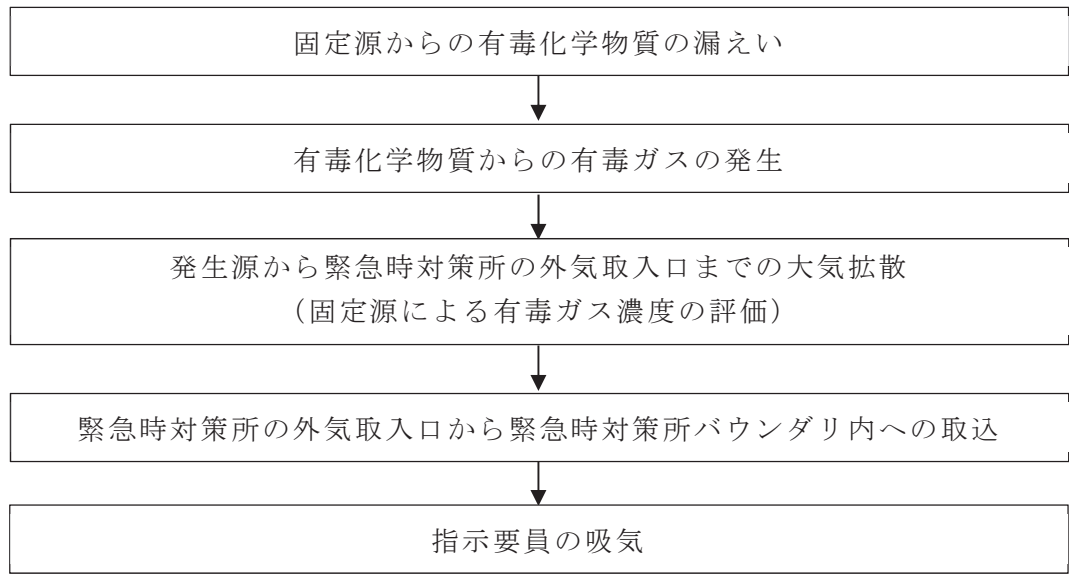 固定源からの有毒化学物質の漏えい
有毒化学物質からの有毒ガスの発生
発生源から緊急時対策所の外気取入口までの大気拡散
（固定源による有毒ガス濃度の評価）
緊急時対策所の外気取入口から緊急時対策所バウンダリ内への取込
指示要員の吸気